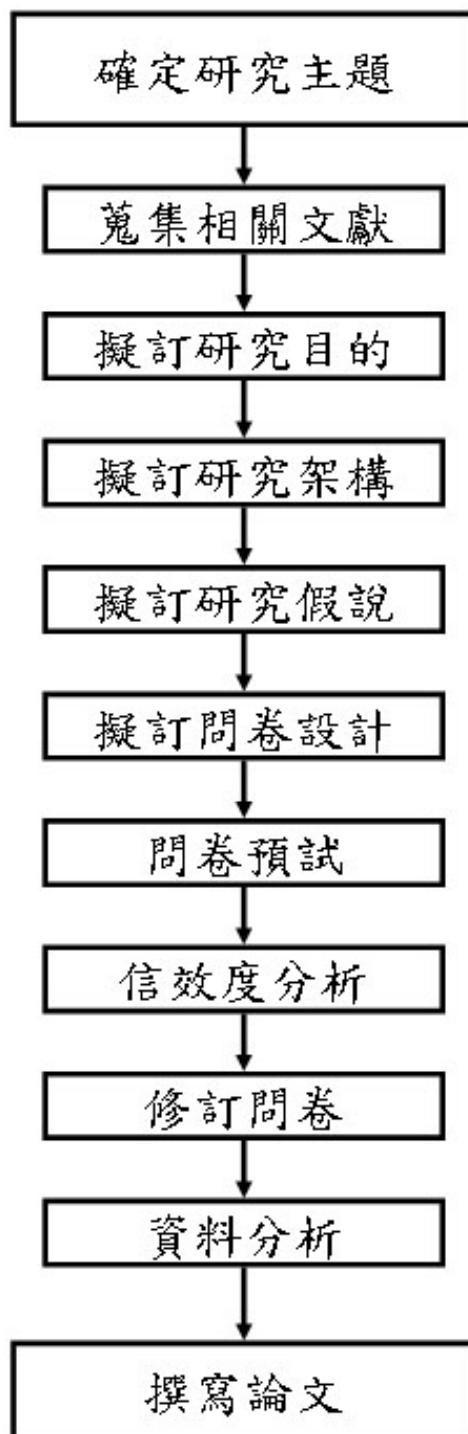 確定研究主題
蒐集相關文獻
擬訂研究目的
擬訂研究架構
擬訂研究假說
擬訂問卷設計
問卷預試
信效度分析
修訂問卷
資料分析
撰寫論文